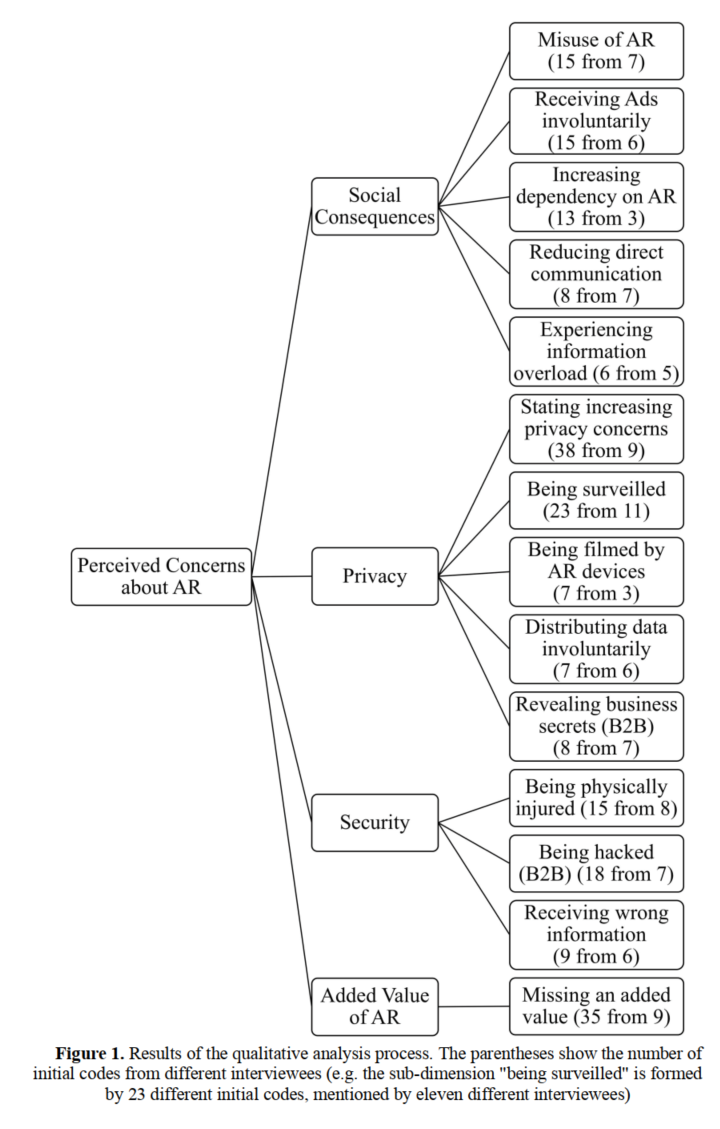 Misuse of AR
(15 from 7)
Receiving Ads
involuntarily
(15 from 6)
Increasing
dependency on AR
(13 from 3)
Reducing direct
communication
(8 from 7)
Experiencing
information
overload (6 from 5)
Social
Consequences
Stating increasing
privacy concerns
(38 from 9)
Being surveilled
(23 from 11)
Being filmed by
AR devices
(7 from 3)
Distributing data
involuntarily
(7 from 6)
Revealing business
secrets (B2B)
(8 from 7)
Privacy
Perceived Concerns
about AR
Being physically
injured (15 from 8)
Being hacked
(B2B) (18 from 7)
Receiving wrong
information
(9 from 6)
Security
Added Value
of AR
Missing an added
value (35 from 9)
Figure 1. Results of the qualitative analysis process. The parentheses show the number of
initial codes from different interviewees (e.g. the sub-dimension "being surveilled" is formed
by 23 different initial codes, mentioned by eleven different interviewees)